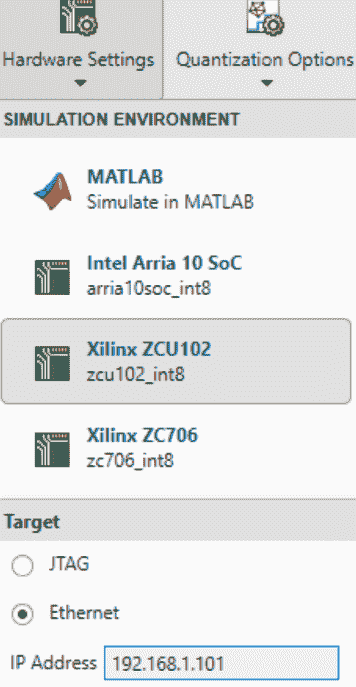 Hardware Settings
Quantization Options
SIMULATION ENVIRONMENT
MATLAB
Simulate in MATLAB
Intel Arria 10 SoC
arria10soc_int8
Xilinx ZCU102
zcu102_int8
Xilinx ZC706
zc706_int8
Target
JTAG
Ethernet
IP Address 192.168.1.101